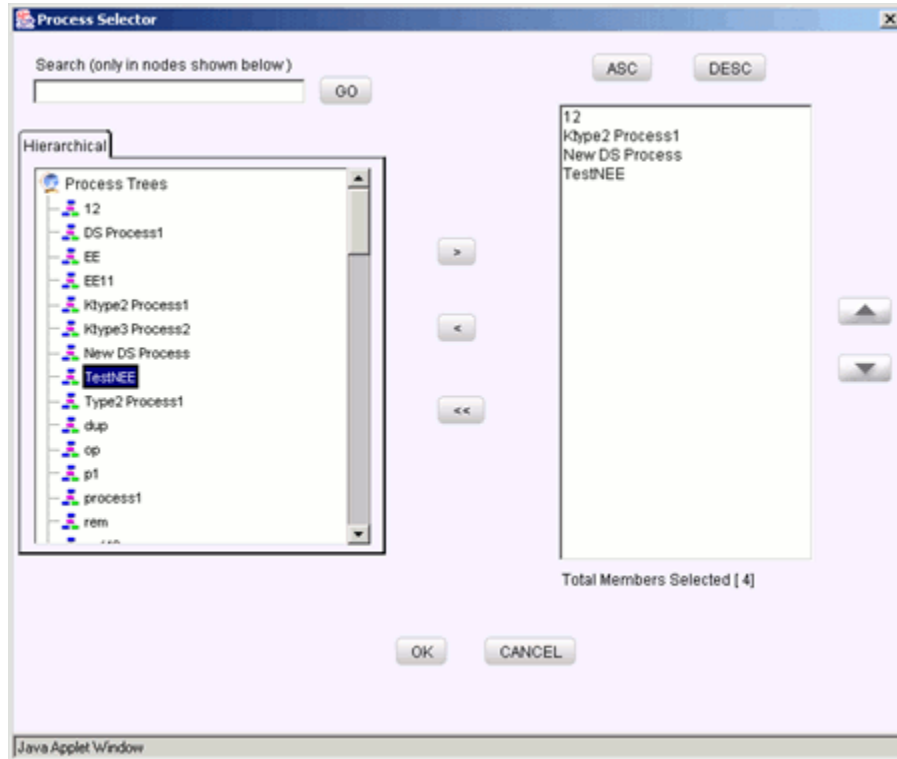 Process Selector
Search (only in nodes shown below)
GO
ASC
DESC
Hierarchical
Process Trees
12
DS Process1
EE
EE11
Ktype2 Process1
Ktype3 Process2
New DS Process
TestNEE
Type2 Process1
dup
op
p1
process1
rem
>
<
<<
12
Ktype2 Process1
New DS Process
TestNEE
Total Members Selected [ 4]
OK
CANCEL
Java Applet Window